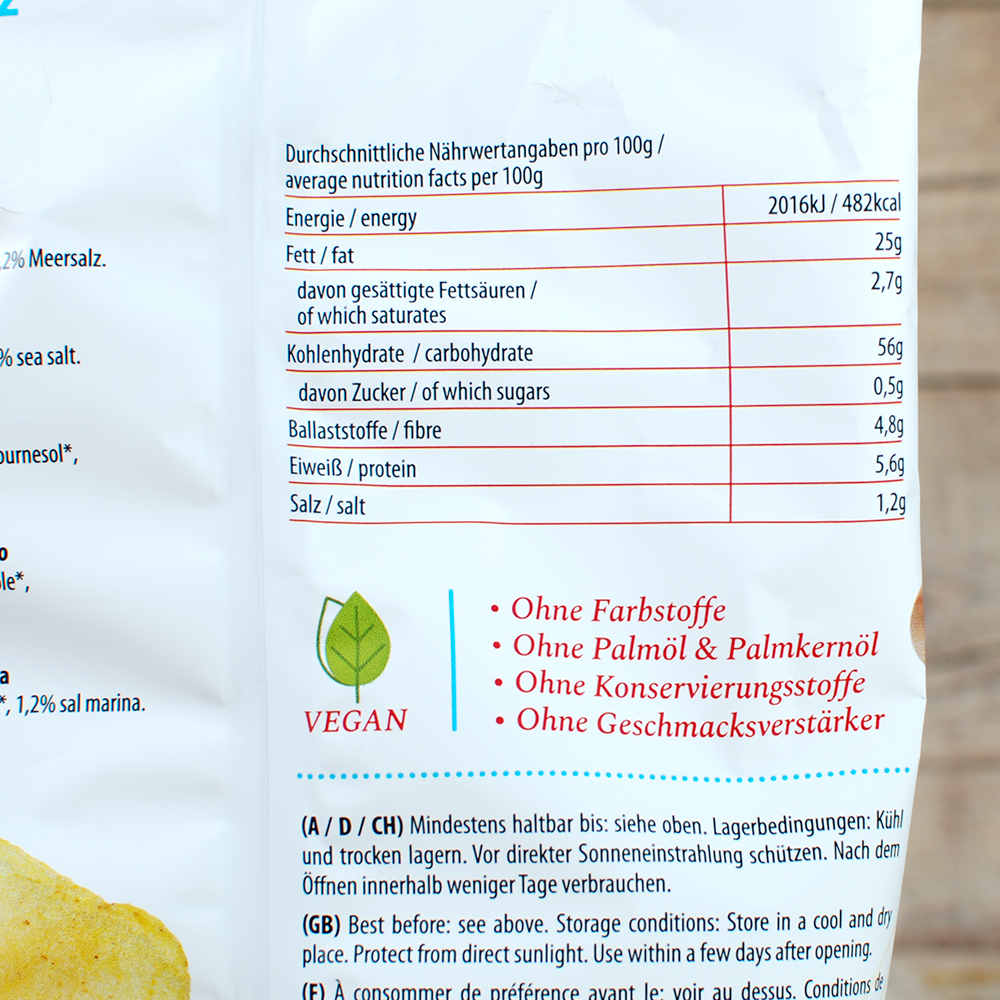 2% Meersalz.
% sea salt.
ournesol*,
le*,
*, 1,2% sal marina.
Durchschnittliche Nährwertangaben pro 100g /
average nutrition facts per 100g
Energie / energy 2016kJ / 482kcal
Fett / fat 25g
davon gesättigte Fettsäuren / 2,7g
of which saturates
Kohlenhydrate / carbohydrate 56g
davon Zucker / of which sugars 0,5g
Ballaststoffe / fibre 4,8g
Eiweiß / protein 5,6g
Salz / salt 1,2g
VEGAN
• Ohne Farbstoffe
• Ohne Palmöl & Palmkernöl
• Ohne Konservierungsstoffe
• Ohne Geschmacksverstärker
(A / D / CH) Mindestens haltbar bis: siehe oben. Lagerbedingungen: Kühl
und trocken lagern. Vor direkter Sonneneinstrahlung schützen. Nach dem
Öffnen innerhalb weniger Tage verbrauchen.
(GB) Best before: see above. Storage conditions: Store in a cool and dry
place. Protect from direct sunlight. Use within a few days after opening.
(F) À consommer de préférence avant le: voir au dessus. Conditions de